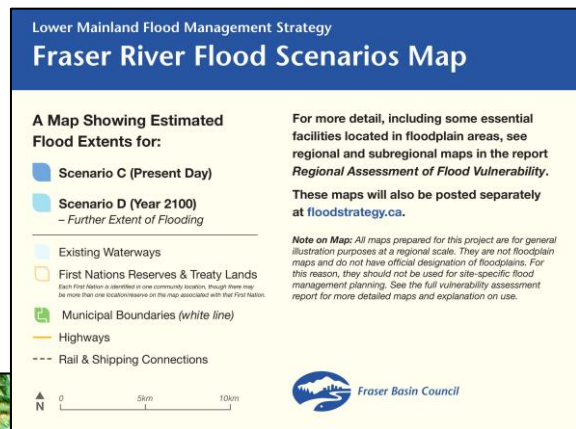 Lower Mainland Flood Management Strategy
Fraser River Flood Scenarios Map
A Map Showing Estimated
Flood Extents for:
Scenario C (Present Day)
Scenario D (Year 2100)
– Further Extent of Flooding
Existing Waterways
First Nations Reserves & Treaty Lands
Each First Nation is identified in one community location, though there may
be more than one location/reserve on the map associated with that First Nation.
Municipal Boundaries (white line)
Highways
Rail & Shipping Connections
N
0 5km 10km
For more detail, including some essential
facilities located in floodplain areas, see
regional and subregional maps in the report
Regional Assessment of Flood Vulnerability.
These maps will also be posted separately
at floodstrategy.ca.
Note on Map: All maps prepared for this project are for general
illustration purposes at a regional scale. They are not floodplain
maps and do not have official designation of floodplains. For
this reason, they should not be used for site-specific flood
management planning. See the full vulnerability assessment
report for more detailed maps and explanation on use.
Fraser Basin Council